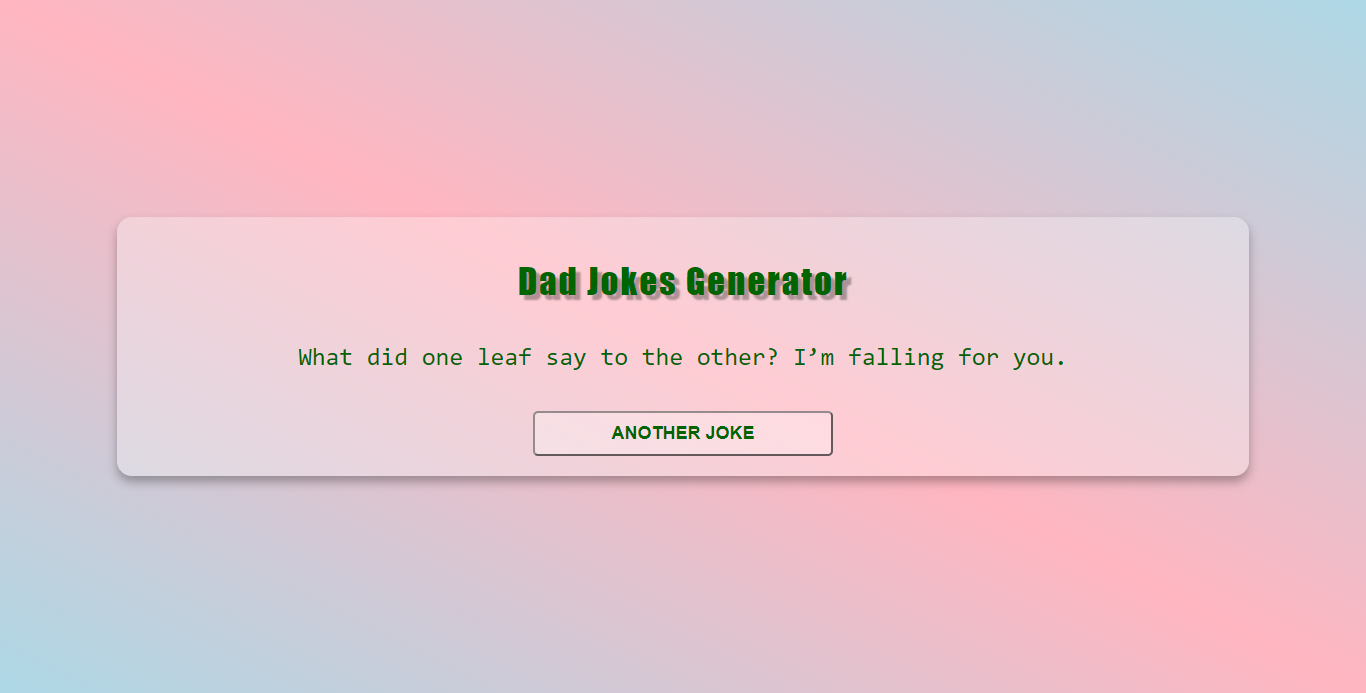 Dad Jokes Generator
What did one leaf say to the other? I’m falling for you.
ANOTHER JOKE